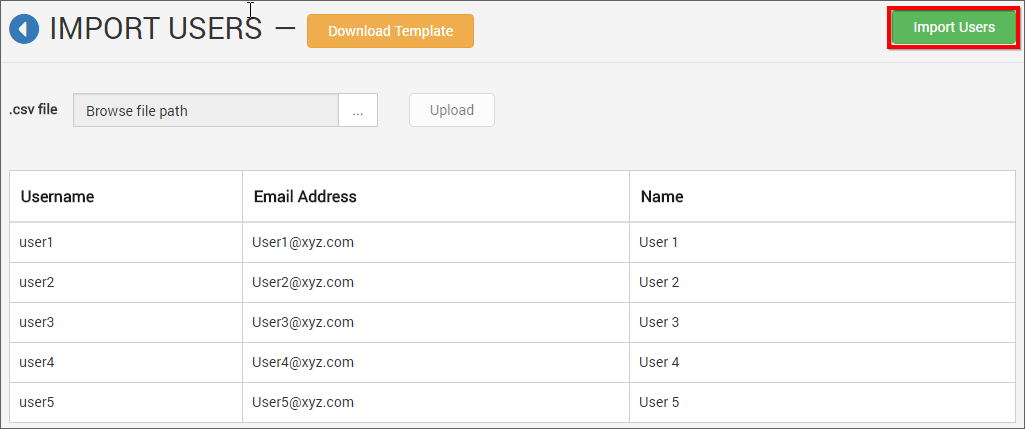 IMPORT USERS —
Download Template
Import Users
.csv file
Browse file path
...
Upload
Username Email Address Name
user1 User1@xyz.com User 1
user2 User2@xyz.com User 2
user3 User3@xyz.com User 3
user4 User4@xyz.com User 4
user5 User5@xyz.com User 5